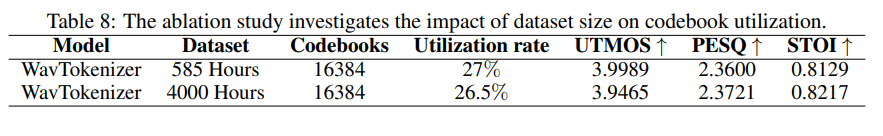 Table 8: The ablation study investigates the impact of dataset size on codebook utilization.
Model Dataset Codebooks Utilization rate UTMOS ↑ PESQ ↑ STOI ↑
WavTokenizer 585 Hours 16384 27% 3.9989 2.3600 0.8129
WavTokenizer 4000 Hours 16384 26.5% 3.9465 2.3721 0.8217